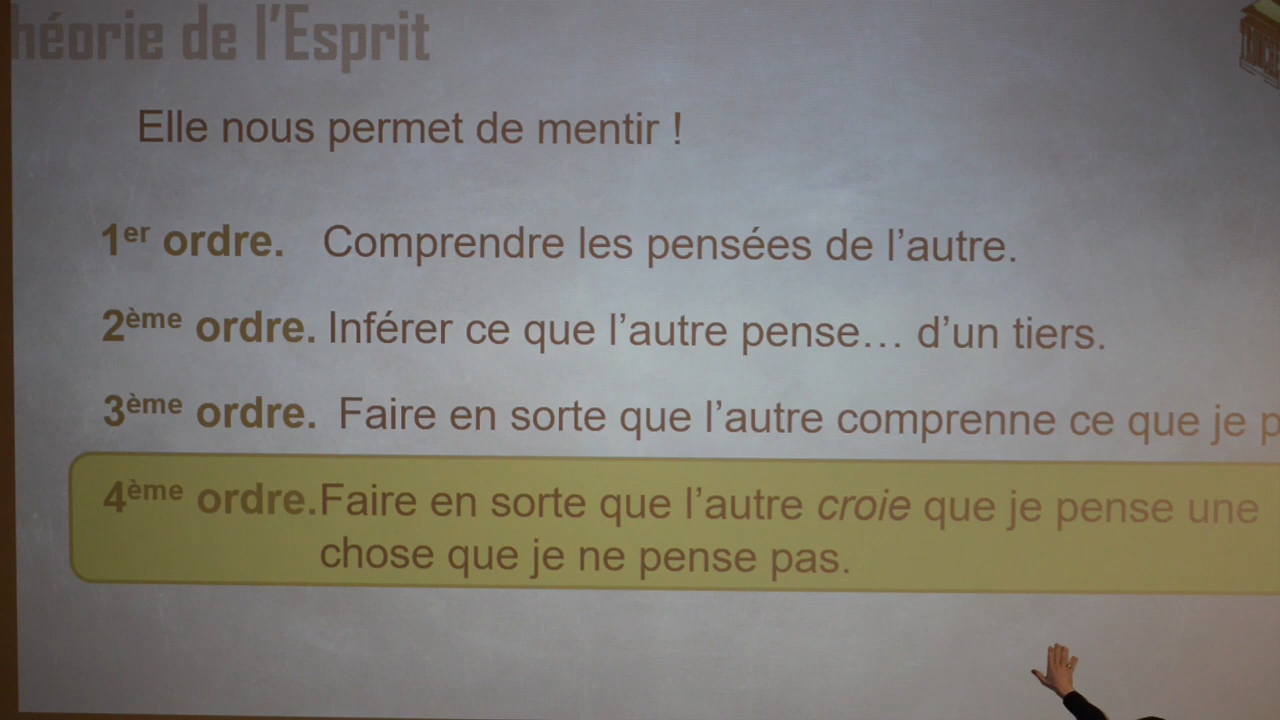 héorie de l'Esprit
Elle nous permet de mentir !
1er ordre. Comprendre les pensées de l'autre.
2ème ordre. Inférer ce que l'autre pense… d'un tiers.
3ème ordre. Faire en sorte que l'autre comprenne ce que je p
4ème ordre. Faire en sorte que l'autre croie que je pense une
chose que je ne pense pas.